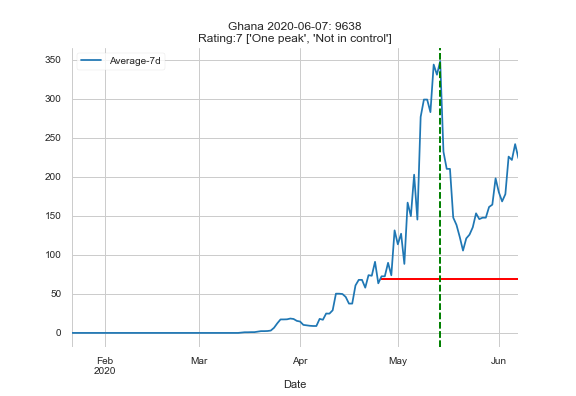 Ghana 2020-06-07: 9638
Rating:7 ['One peak', 'Not in control']
Average-7d
350
300
250
200
150
100
50
0
Feb
2020
Mar
Apr
May
Jun
Date